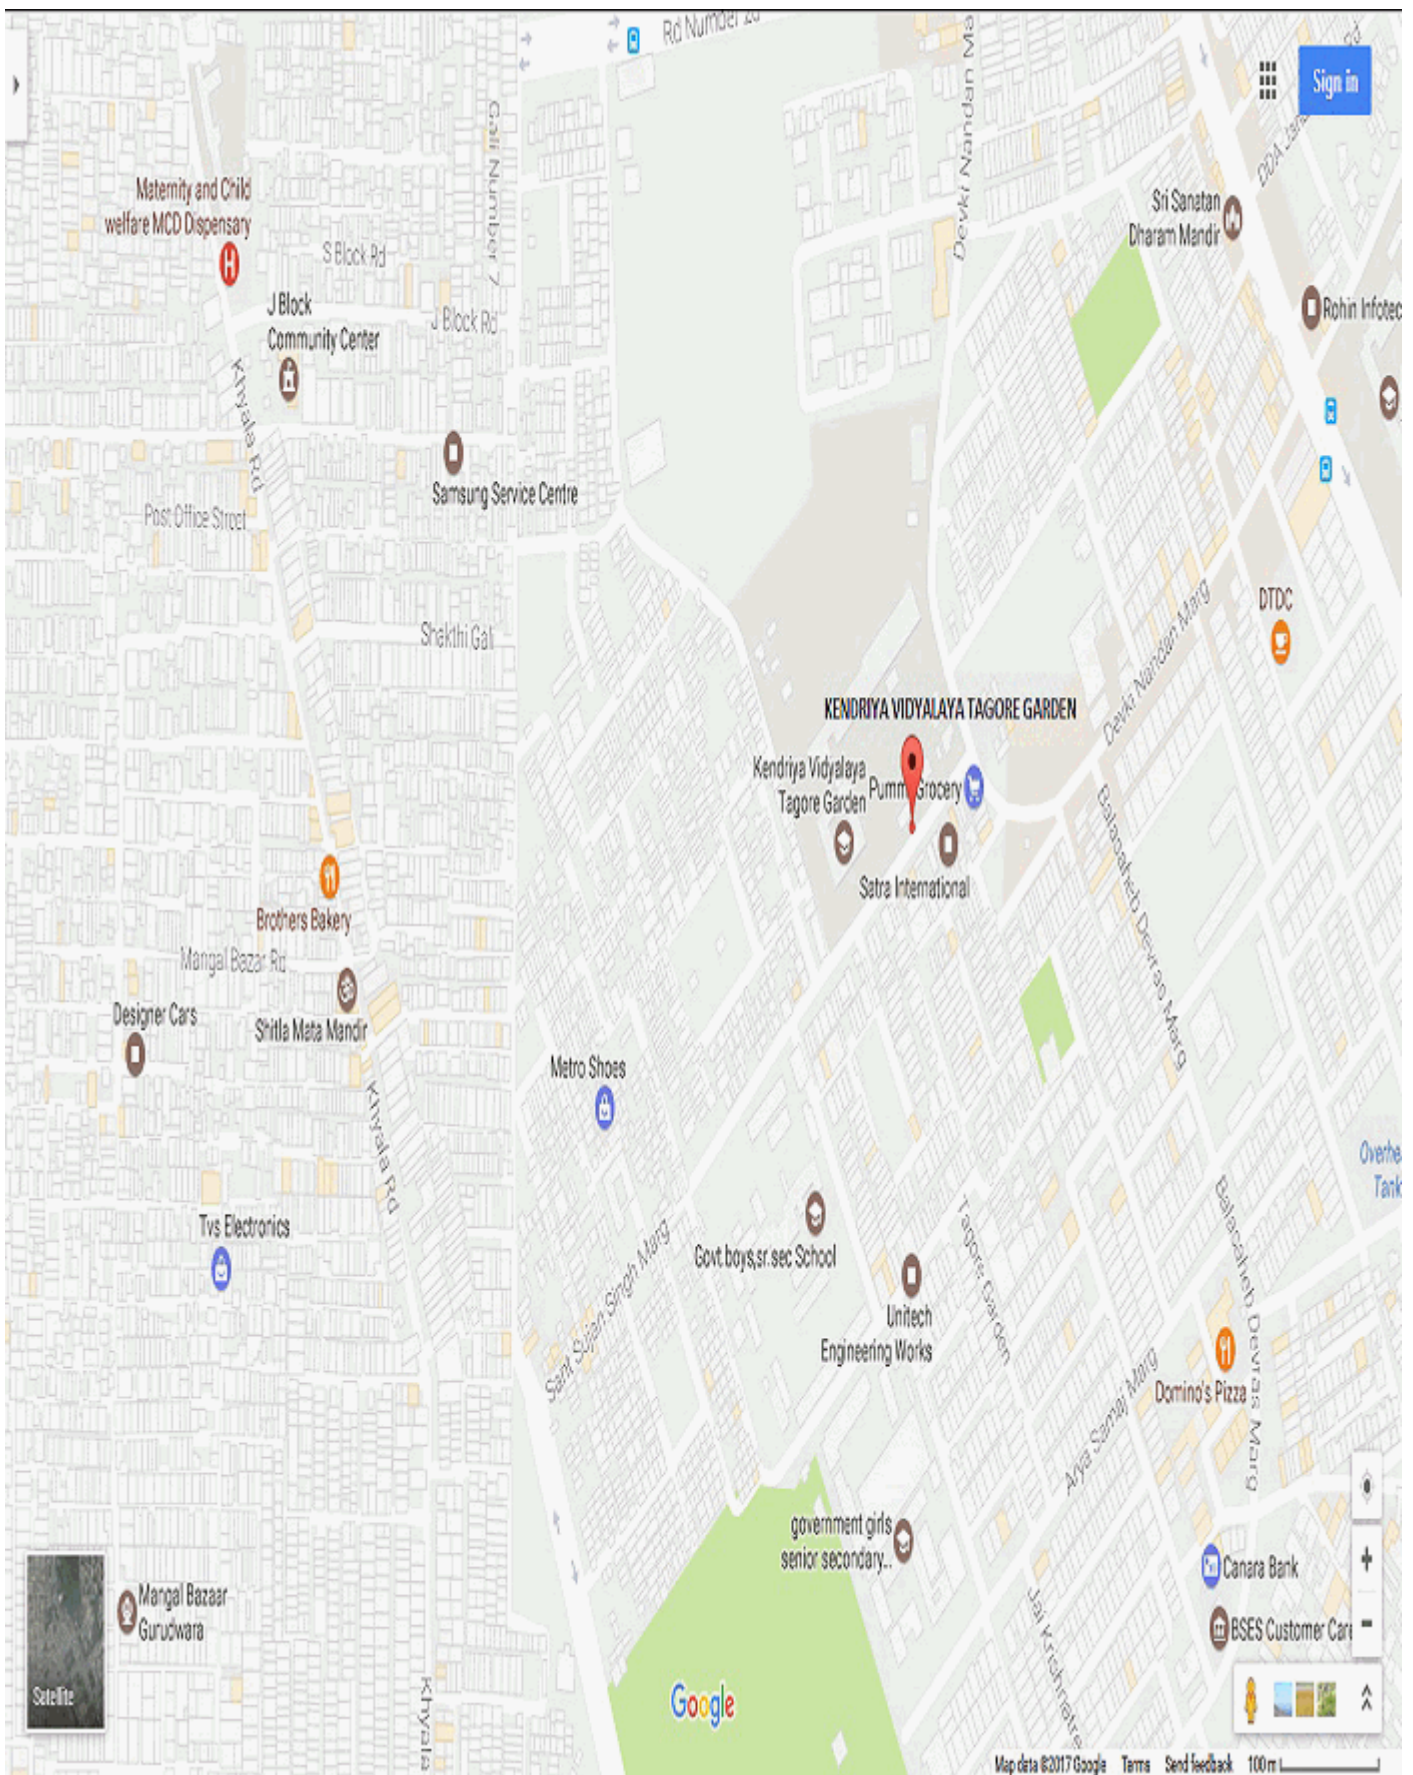 Rd Number
Sign in
Devki Nandan Ma
Gali Number 7
Maternity and Child
welfare MCD Dispensary
Sri Sanatan
Dharam Mandir
S Block Rd
J Block
Community Center
J Block Rd
Rohin Infotec
Khyala Rd
Samsung Service Centre
Post Office Street
Shakthi Gali
DTDC
Devki Nandan Marg
KENDRIYA VIDYALAYA TAGORE GARDEN
Kendriya Vidyalaya
Tagore Garden
Grocery
Satra International
Balasaheb Devras Marg
Brothers Bakery
Mangal Bazar Rd
Designer Cars
Shitla Mata Mandir
Metro Shoes
Khyala Rd
Overhe
Tank
Tvs Electronics
Govt.boys,sr.sec School
Sant Sujan Singh Marg
Tagore Garden
Balasaheb Devras Marg
Unitech
Engineering Works
Arya Samaj Marg
Domino's Pizza
government girls
senior secondary...
Canara Bank
Jai Krishnatre
BSES Customer Care
Mangal Bazaar
Gurudwara
Khyala
Satellite
Google
Map data ©2017 Google Terms Send feedback 100 m